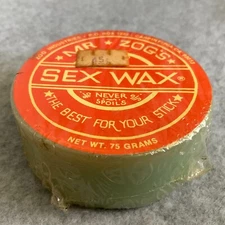 MR ZOG'S
SEX WAX
NEVER
SPOILS
THE BEST FOR YOUR STICK
NET WT. 75 GRAMS